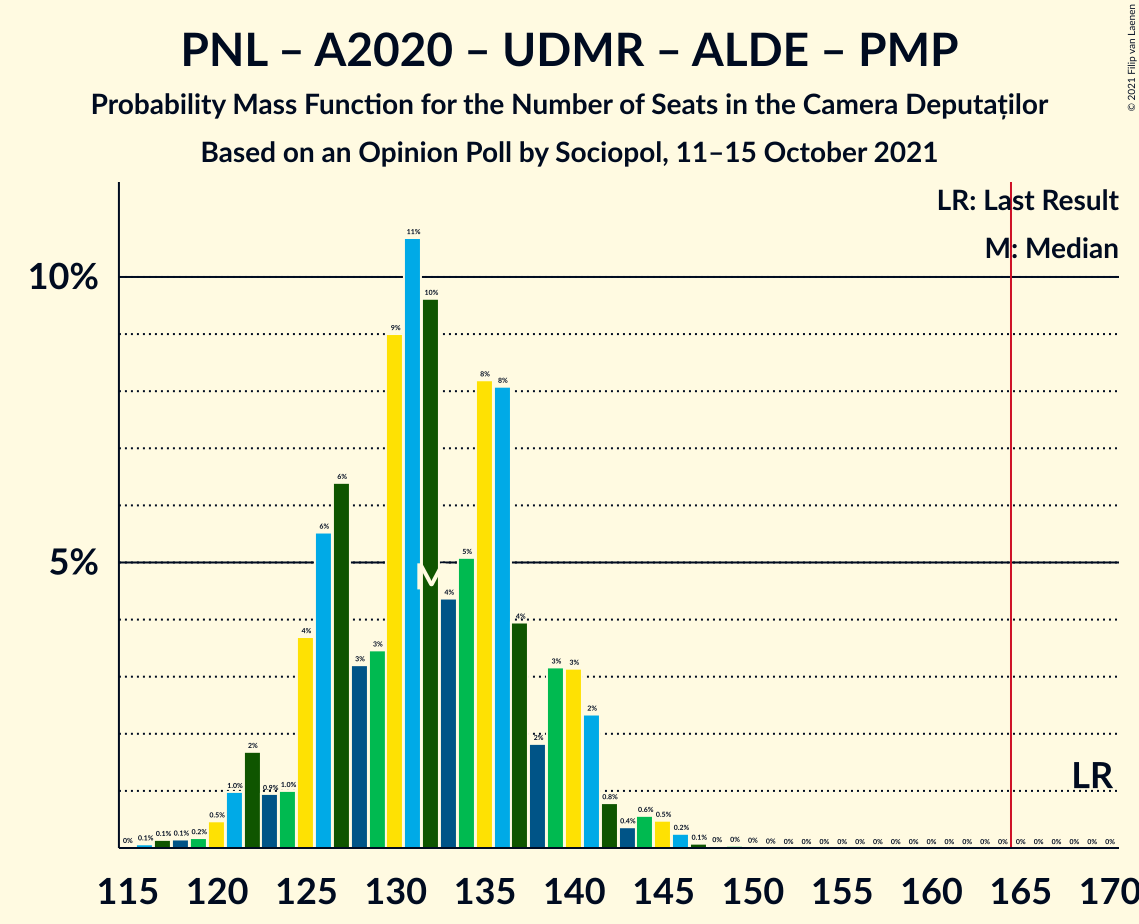 PNL – A2020 – UDMR – ALDE – PMP
Probability Mass Function for the Number of Seats in the Camera Deputaților
Based on an Opinion Poll by Sociopol, 11–15 October 2021
© 2021 Filip van Laenen
LR: Last Result
M: Median
10%
5%
0% 0.1% 0.1% 0.1% 0.2% 0.5% 1.0% 2% 0.9% 1.0% 4% 6% 6% 3% 3% 9% 11% 10% 4% 5% 8% 8% 4% 2% 3% 3% 2% 0.8% 0.4% 0.6% 0.5% 0.2% 0.1% 0% 0% 0% 0% 0% 0% 0% 0% 0% 0% 0% 0% 0% 0% 0% 0% 0% 0% 0% 0% 0% 0% 0%
M
LR
115 120 125 130 135 140 145 150 155 160 165 170